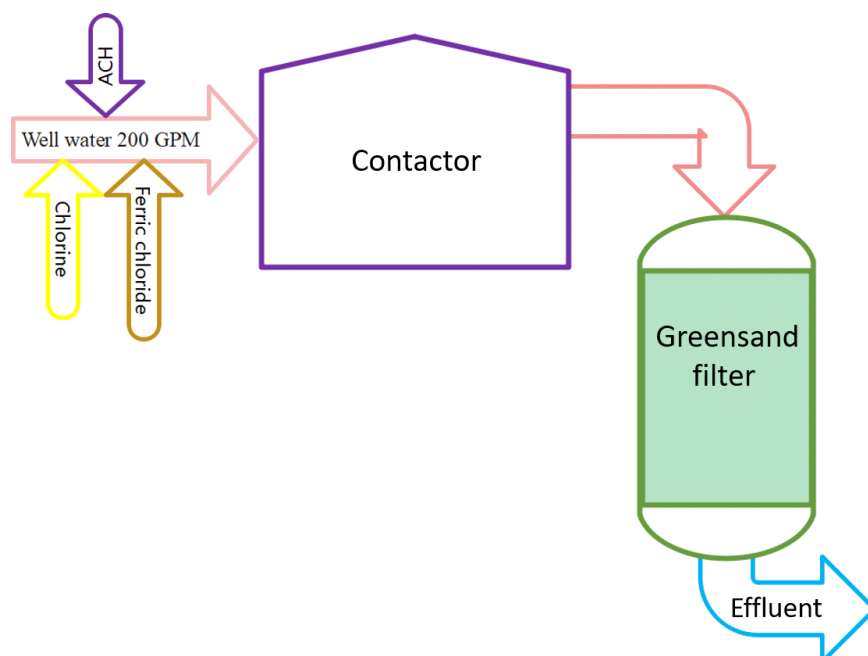 ACH
Well water 200 GPM
Chlorine
Ferric chloride
Contactor
Greensand
filter
Effluent